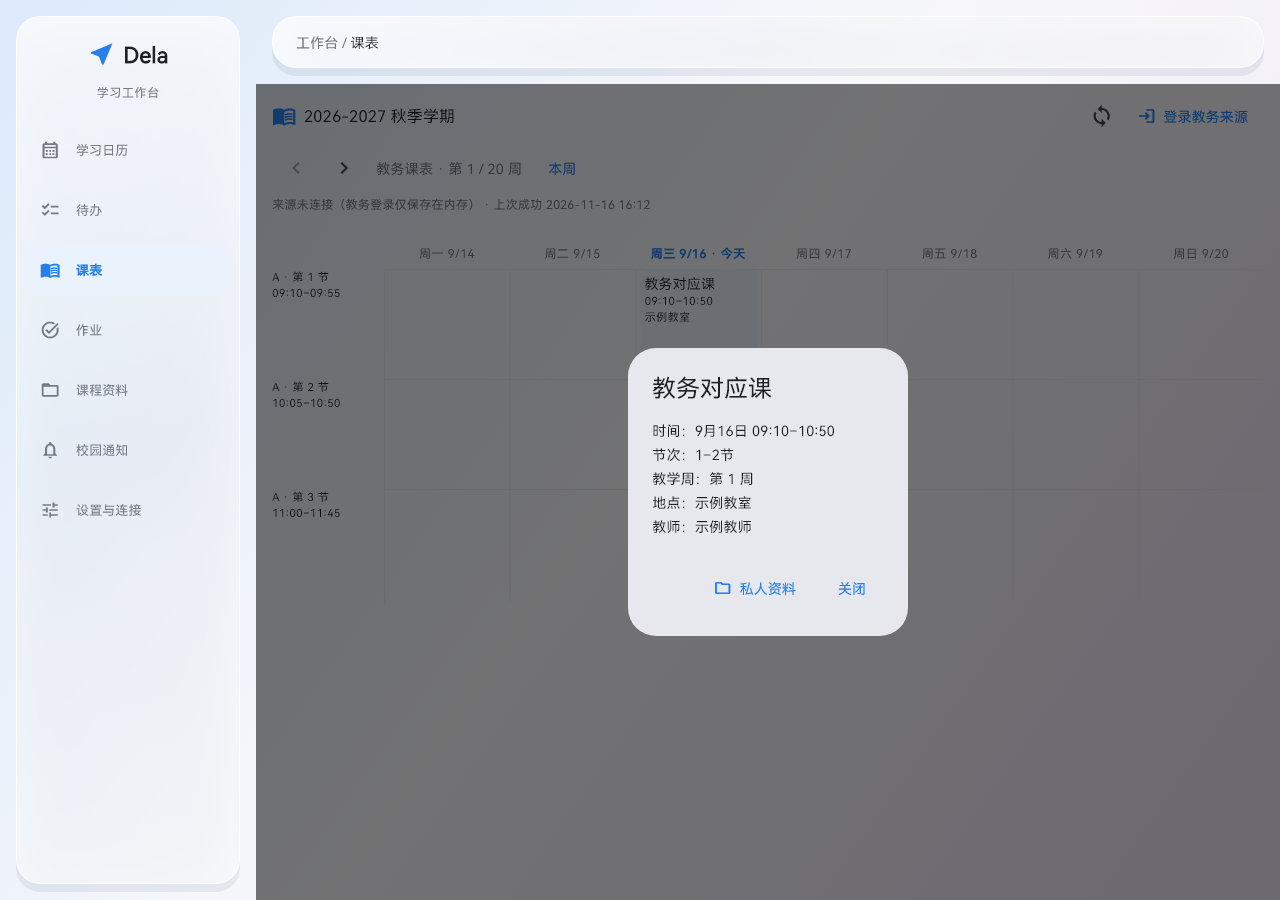 Dela
学习工作台
学习日历
待办
课表
作业
课程资料
校园通知
设置与连接
工作台 / 课表
2026-2027 秋季学期
登录教务来源
教务课表 · 第 1 / 20 周
本周
来源未连接（教务登录仅保存在内存） · 上次成功 2026-11-16 16:12
周一 9/14
周二 9/15
周三 9/16 · 今天
周四 9/17
周五 9/18
周六 9/19
周日 9/20
A · 第 1 节
09:10–09:55
教务对应课
09:10–10:50
示例教室
A · 第 2 节
10:05–10:50
A · 第 3 节
11:00–11:45
教务对应课
时间：9月16日 09:10–10:50
节次：1–2节
教学周：第 1 周
地点：示例教室
教师：示例教师
私人资料
关闭